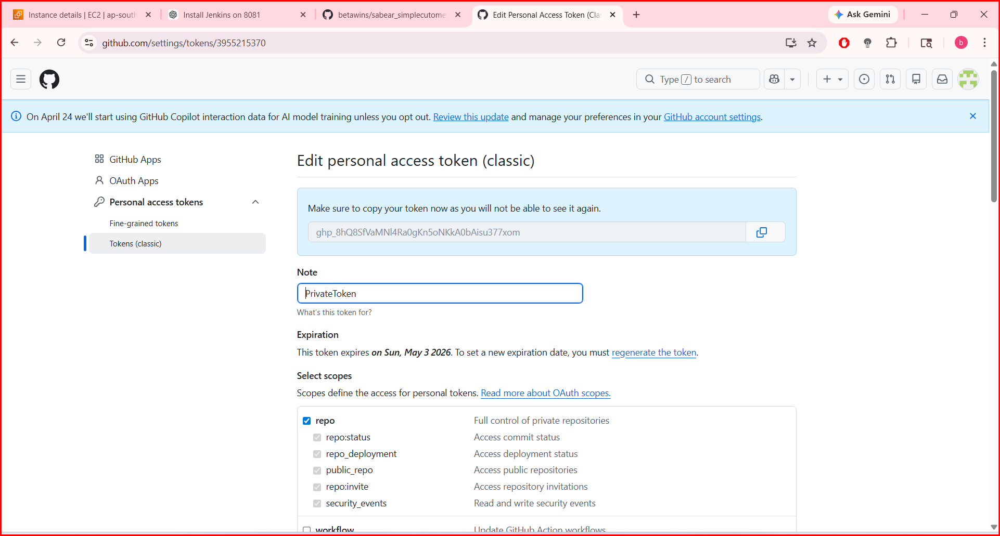 Instance details | EC2 | ap-south
Install Jenkins on 8081
betawins/sabear_simplecutome
Edit Personal Access Token (Clas
Ask Gemini
github.com/settings/tokens/3955215370
b
Type / to search
On April 24 we'll start using GitHub Copilot interaction data for AI model training unless you opt out. Review this update and manage your preferences in your GitHub account settings.
GitHub Apps
OAuth Apps
Personal access tokens
Fine-grained tokens
Tokens (classic)
Edit personal access token (classic)
Make sure to copy your token now as you will not be able to see it again.
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
Note
PrivateToken
What's this token for?
Expiration
This token expires on Sun, May 3 2026. To set a new expiration date, you must regenerate the token.
Select scopes
Scopes define the access for personal tokens. Read more about OAuth scopes.
repo Full control of private repositories
repo:status Access commit status
repo_deployment Access deployment status
public_repo Access public repositories
repo:invite Access repository invitations
security_events Read and write security events
workflow Update GitHub Action workflows